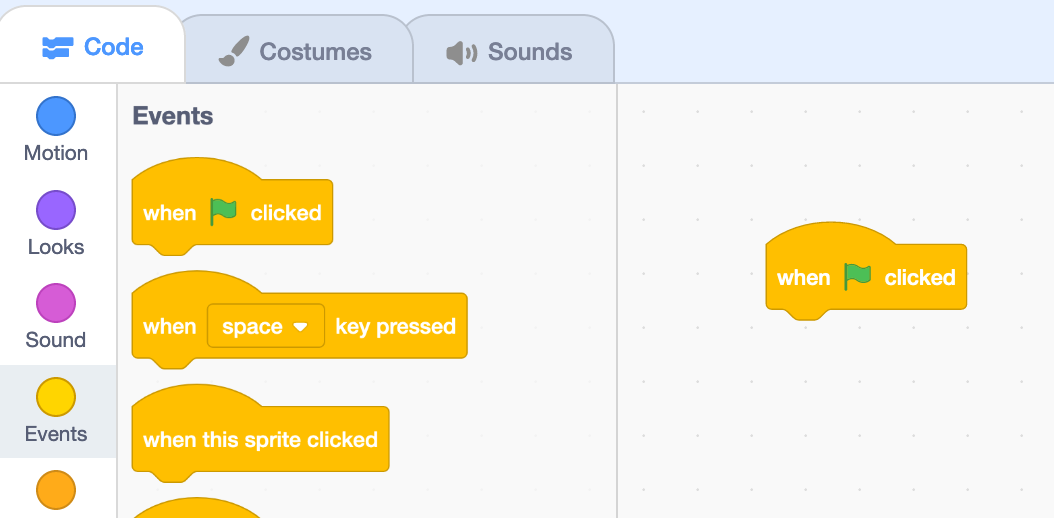 Code
Costumes
Sounds
Motion
Looks
Sound
Events
Events
when clicked
when space key pressed
when this sprite clicked
when clicked